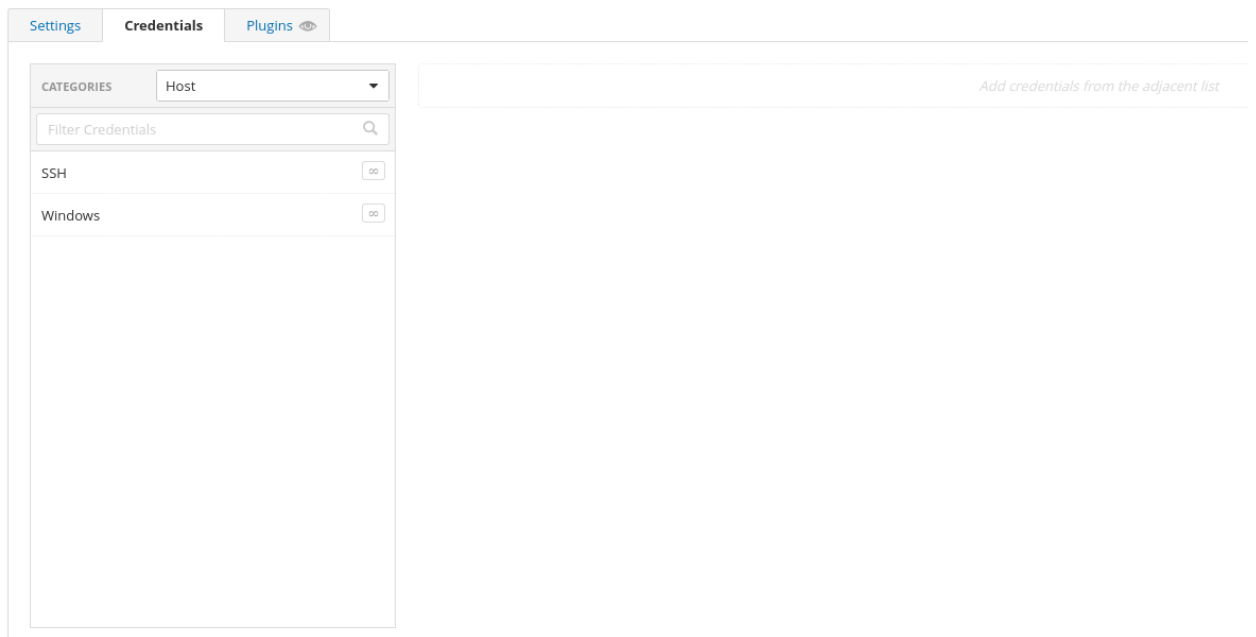 Settings Credentials Plugins
CATEGORIES Host
Add credentials from the adjacent list
Filter Credentials
SSH ∞
Windows ∞